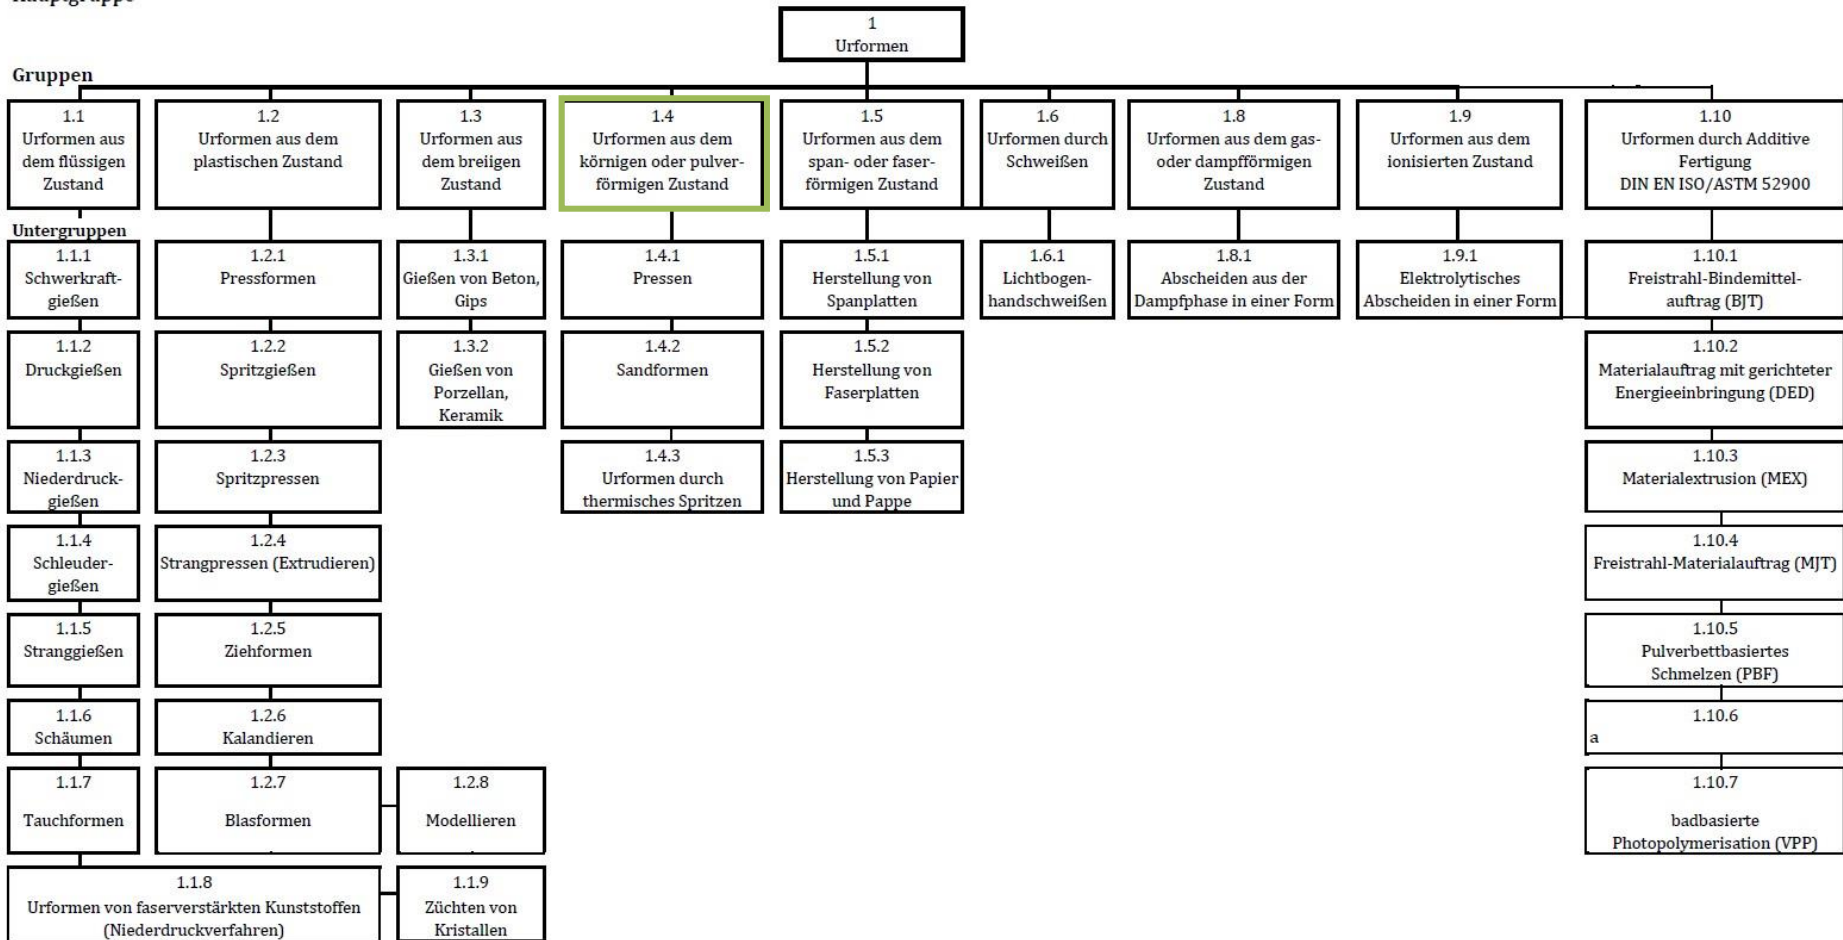 Hauptgruppe
1
Urformen
Gruppen
1.1
Urformen aus
dem flüssigen
Zustand
1.2
Urformen aus dem
plastischen Zustand
1.3
Urformen aus
dem breiigen
Zustand
1.4
Urformen aus dem
körnigen oder pulver-
förmigen Zustand
1.5
Urformen aus dem
span- oder faser-
förmigen Zustand
1.6
Urformen durch
Schweißen
1.8
Urformen aus dem gas-
oder dampfförmigen
Zustand
1.9
Urformen aus dem
ionisierten Zustand
1.10
Urformen durch Additive
Fertigung
DIN EN ISO/ASTM 52900
Untergruppen
1.1.1
Schwerkraft-
gießen
1.2.1
Pressformen
1.3.1
Gießen von Beton,
Gips
1.4.1
Pressen
1.5.1
Herstellung von
Spanplatten
1.6.1
Lichtbogen-
handschweißen
1.8.1
Abscheiden aus der
Dampfphase in einer Form
1.9.1
Elektrolytisches
Abscheiden in einer Form
1.10.1
Freistrahl-Bindemittel-
auftrag (BJT)
1.1.2
Druckgießen
1.2.2
Spritzgießen
1.3.2
Gießen von
Porzellan,
Keramik
1.4.2
Sandformen
1.5.2
Herstellung von
Faserplatten
1.10.2
Materialauftrag mit gerichteter
Energieeinbringung (DED)
1.1.3
Niederdruck-
gießen
1.2.3
Spritzpressen
1.4.3
Urformen durch
thermisches Spritzen
1.5.3
Herstellung von Papier
und Pappe
1.10.3
Materialextrusion (MEX)
1.1.4
Schleuder-
gießen
1.2.4
Strangpressen (Extrudieren)
1.10.4
Freistrahl-Materialauftrag (MJT)
1.1.5
Stranggießen
1.2.5
Ziehformen
1.10.5
Pulverbettbasiertes
Schmelzen (PBF)
1.1.6
Schäumen
1.2.6
Kalandieren
1.10.6
a
1.1.7
Tauchformen
1.2.7
Blasformen
1.2.8
Modellieren
1.10.7
badbasierte
Photopolymerisation (VPP)
1.1.8
Urformen von faserverstärkten Kunststoffen
(Niederdruckverfahren)
1.1.9
Züchten von
Kristallen